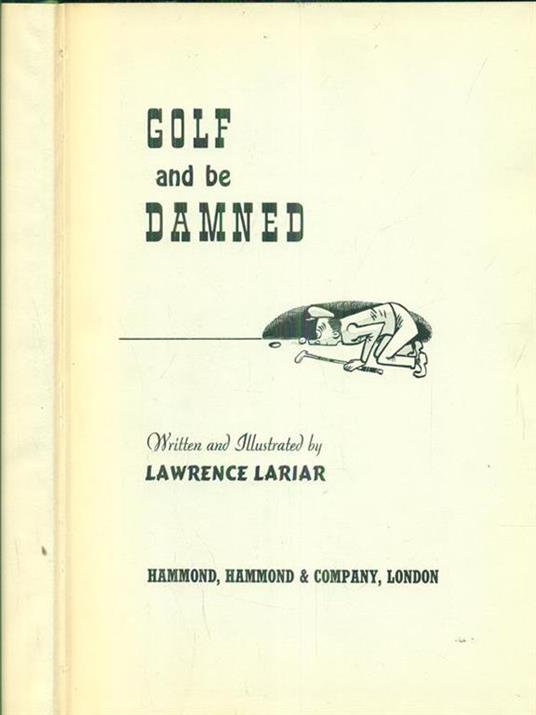 GOLF
and be
DAMNED
Written and Illustrated by
LAWRENCE LARIAR
HAMMOND, HAMMOND & COMPANY, LONDON